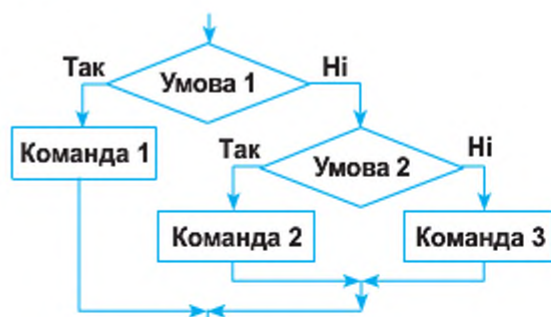 Так
Умова 1
Ні
Команда 1
Так
Умова 2
Ні
Команда 2
Команда 3